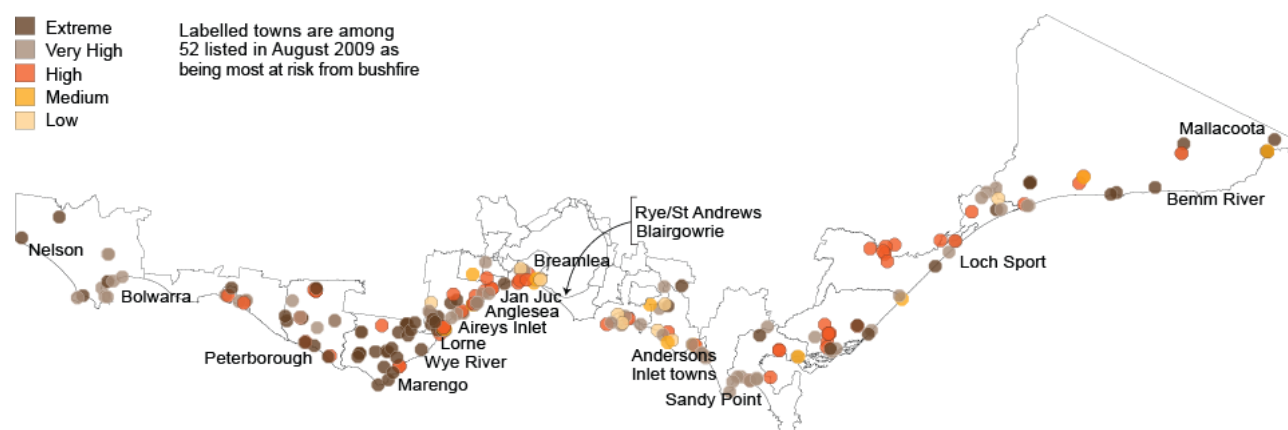 Extreme
Very High
High
Medium
Low
Labelled towns are among
52 listed in August 2009 as
being most at risk from bushfire
Mallacoota
Bemm River
Rye/St Andrews
Blairgowrie
Nelson
Breamlea
Loch Sport
Bolwarra
Jan Juc
Anglesea
Aireys Inlet
Lorne
Peterborough
Wye River
Andersons
Inlet towns
Marengo
Sandy Point